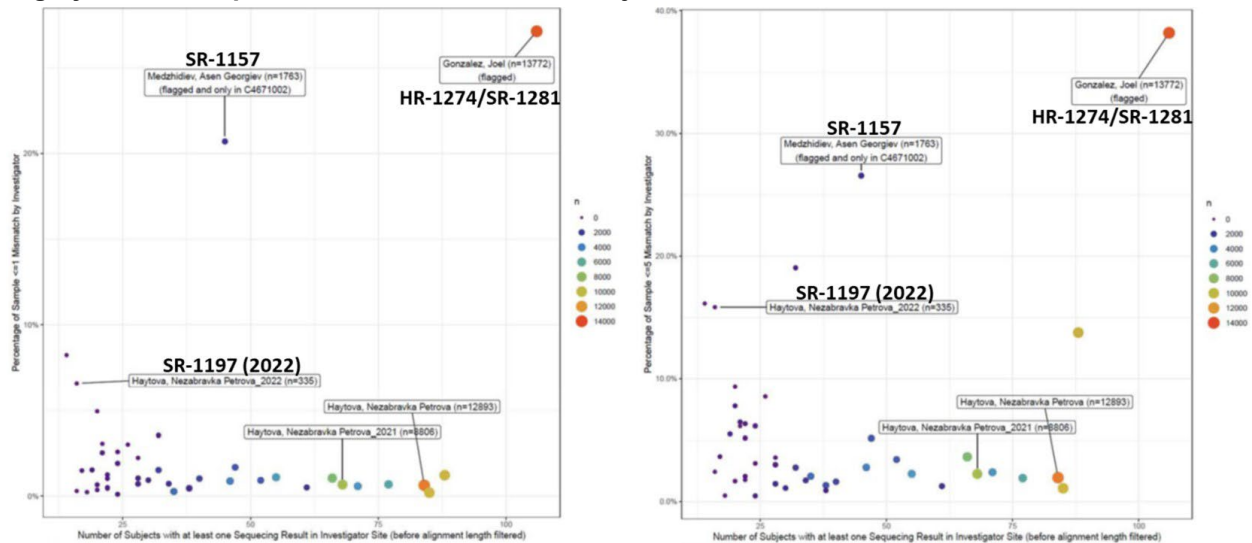 SR-1157
Medzhidiev, Asen Georgiev (n=1763)
(flagged and only in C4671002)
Gonzalez, Joel (n=13772)
(flagged)
HR-1274/SR-1281
SR-1197 (2022)
Haytova, Nezabravka Petrova_2022 (n=335)
Haytova, Nezabravka Petrova (n=12893)
Haytova, Nezabravka Petrova_2021 (n=8806)
Percentage of Sample <=1 Mismatch by Investigator
20%
10%
0%
25
50
75
100
Number of Subjects with at least one Sequecing Result in Investigator Site (before alignment length filtered)
n
0
2000
4000
6000
8000
10000
12000
14000
Gonzalez, Joel (n=13772)
(flagged)
HR-1274/SR-1281
SR-1157
Medzhidiev, Asen Georgiev (n=1763)
(flagged and only in C4671002)
SR-1197 (2022)
Haytova, Nezabravka Petrova_2022 (n=335)
Haytova, Nezabravka Petrova (n=12893)
Haytova, Nezabravka Petrova_2021 (n=8806)
Percentage of Sample <=5 Mismatch by Investigator
40.0%
30.0%
20.0%
10.0%
0.0%
25
50
75
100
Number of Subjects with at least one Sequecing Result in Investigator Site (before alignment length filtered)
n
0
2000
4000
6000
8000
10000
12000
14000